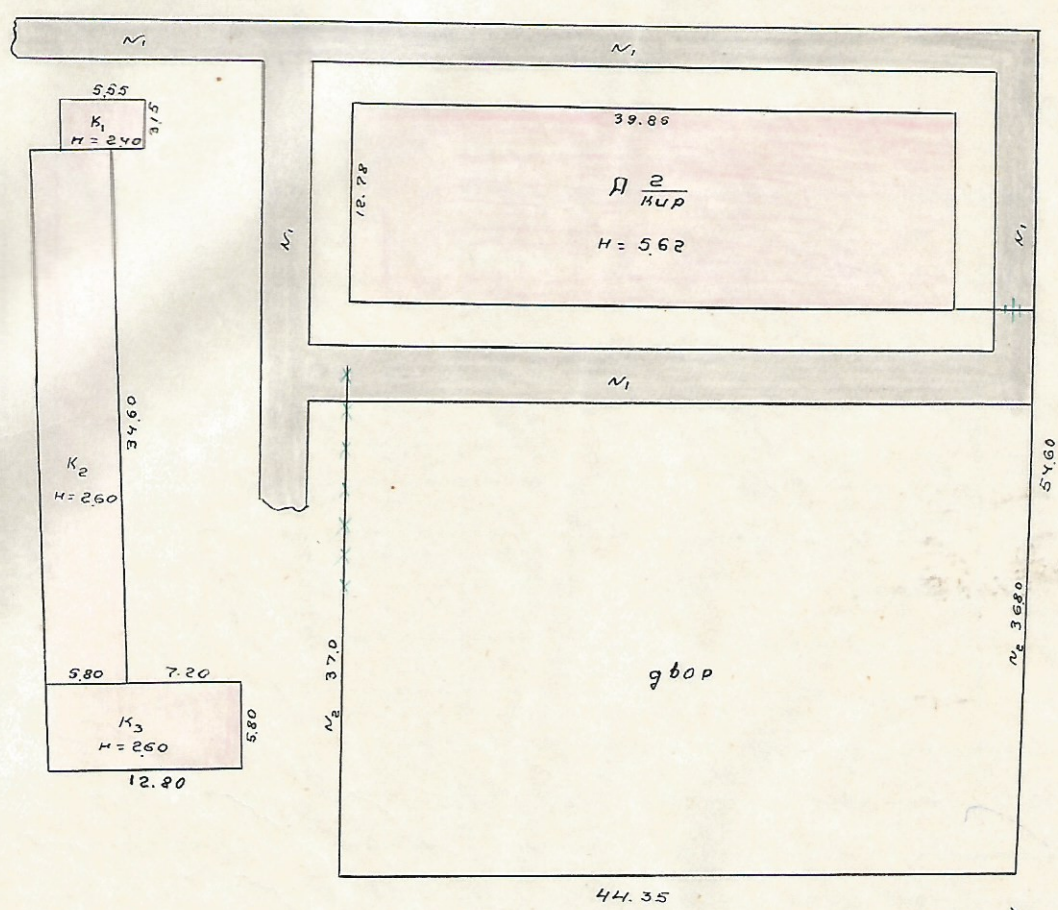 N₁
N₁
5,55
3,15
K₁
H = 2,40
39.86
12.78
Д 2/кир
H = 5,62
N₁
N₁
N₁
34,60
K₂
H = 2,60
54,60
5,80
7.20
K₃
H = 2,60
5,80
12.80
N₂ 37,0
двор
N₂ 36,80
44.35